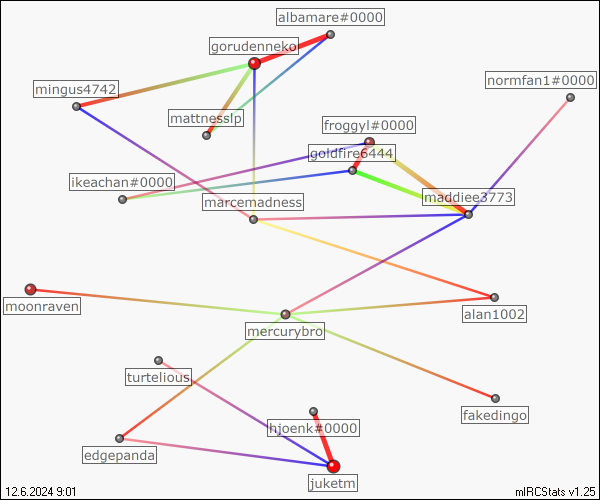 albamare#0000
gorudenneko
normfan1#0000
mingus4742
mattnesslp
froggyl#0000
goldfire6444
ikeachan#0000
maddiee3773
marcemadness
moonraven
alan1002
mercurybro
turtelious
fakedingo
hjoenk#0000
edgepanda
juketm
12.6.2024 9:01
mIRCStats v1.25